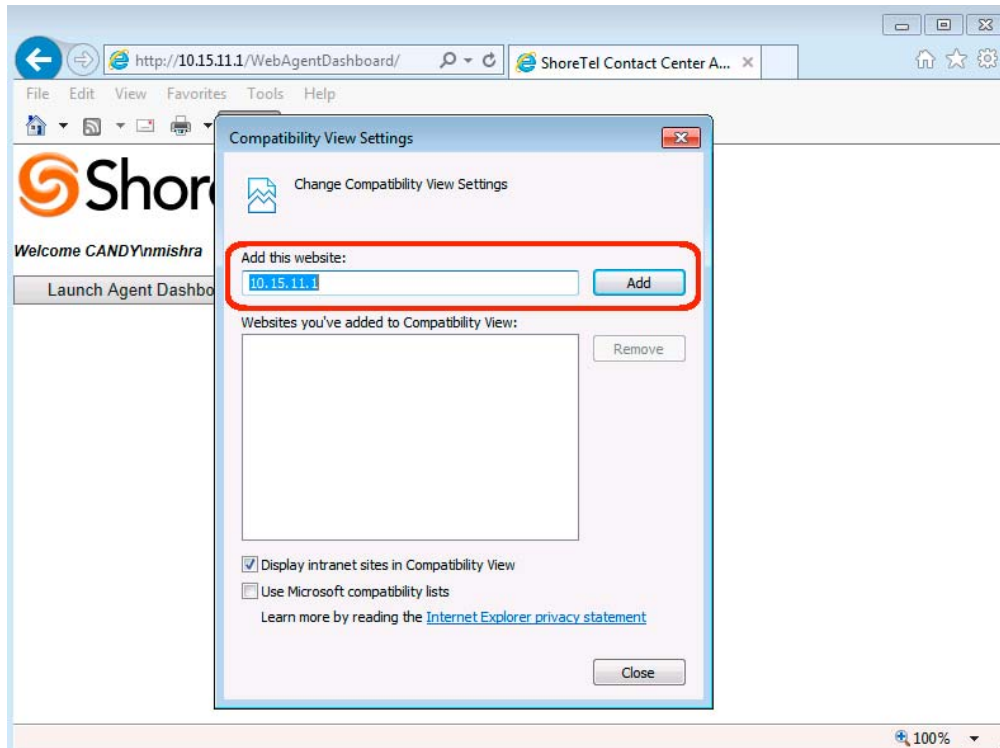 http://10.15.11.1/WebAgentDashboard/
ShoreTel Contact Center A...
File Edit View Favorites Tools Help
Compatibility View Settings
Shor
Change Compatibility View Settings
Welcome CANDY\nmishra
Add this website:
10.15.11.1 Add
Launch Agent Dashbo
Websites you've added to Compatibility View:
Remove
Display intranet sites in Compatibility View
Use Microsoft compatibility lists
Learn more by reading the Internet Explorer privacy statement
Close
100%